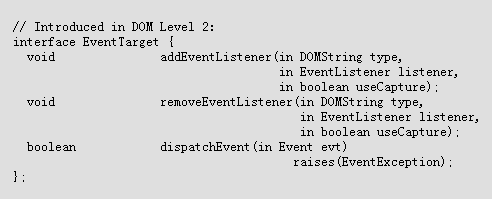 // Introduced in DOM Level 2:
interface EventTarget {
  void               addEventListener(in DOMString type,
                                      in EventListener listener,
                                      in boolean useCapture);
  void               removeEventListener(in DOMString type,
                                         in EventListener listener,
                                         in boolean useCapture);
  boolean            dispatchEvent(in Event evt)
                                        raises(EventException);
};